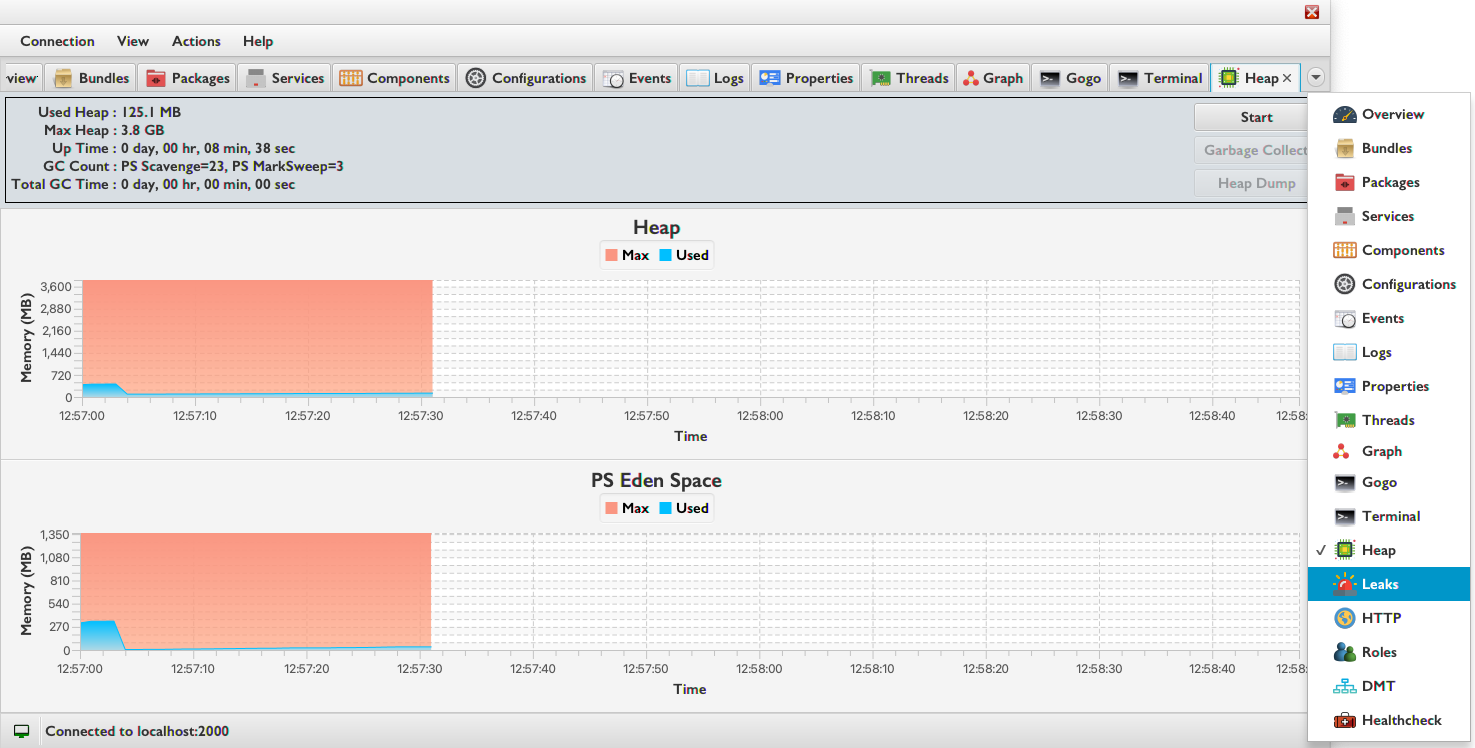 Connection View Actions Help
view Bundles Packages Services Components Configurations Events Logs Properties Threads Graph Gogo Terminal Heap
Used Heap : 125.1 MB
Max Heap : 3.8 GB
Up Time : 0 day, 00 hr, 08 min, 38 sec
GC Count : PS Scavenge=23, PS MarkSweep=3
Total GC Time : 0 day, 00 hr, 00 min, 00 sec
Start
Garbage Collect
Heap Dump
Heap
Max Used
Memory (MB)
3,600
2,880
2,160
1,440
720
0
12:57:00 12:57:10 12:57:20 12:57:30 12:57:40 12:57:50 12:58:00 12:58:10 12:58:20 12:58:30 12:58:40 12:58:
Time
PS Eden Space
Max Used
Memory (MB)
1,350
1,080
810
540
270
0
12:57:00 12:57:10 12:57:20 12:57:30 12:57:40 12:57:50 12:58:00 12:58:10 12:58:20 12:58:30 12:58:40 12:58:
Time
Connected to localhost:2000
Overview
Bundles
Packages
Services
Components
Configurations
Events
Logs
Properties
Threads
Graph
Gogo
Terminal
✓ Heap
Leaks
HTTP
Roles
DMT
Healthcheck